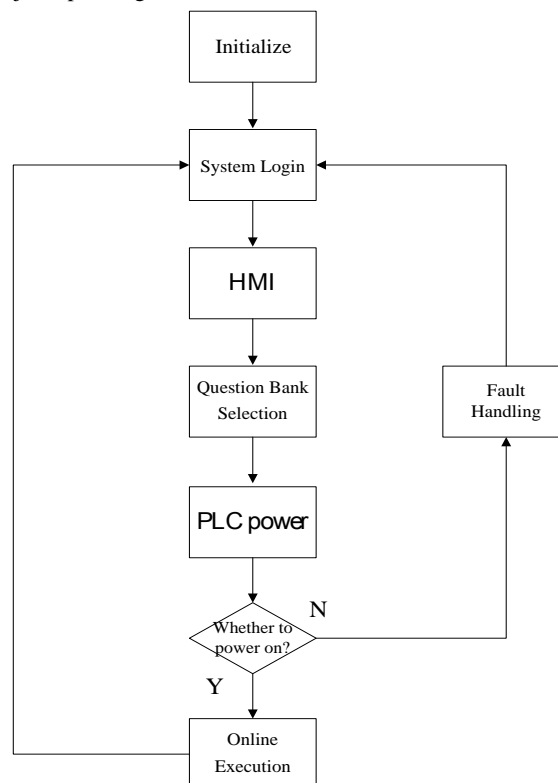 Initialize
System Login
HMI
Question Bank
Selection
Fault
Handling
PLC power
Whether to
power on?
N
Y
Online
Execution